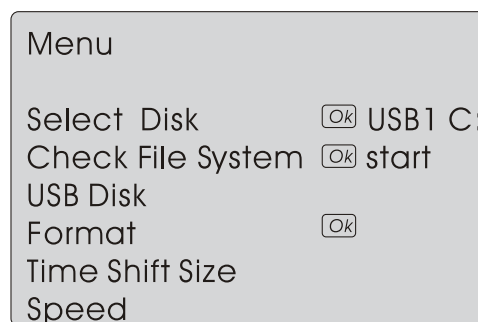 Menu
Select Disk Ok USB1 C:
Check File System Ok start
USB Disk
Format Ok
Time Shift Size
Speed